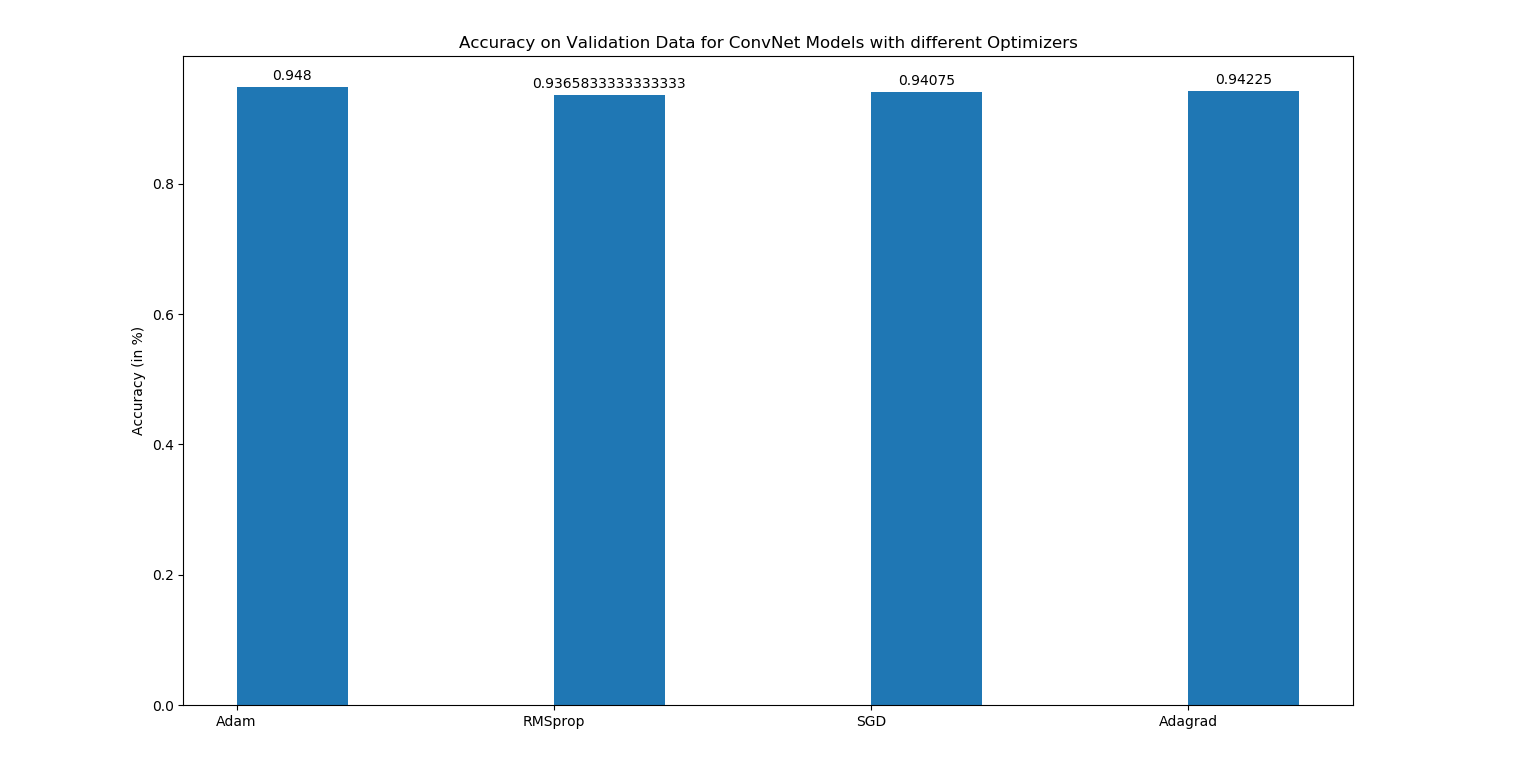 Accuracy on Validation Data for ConvNet Models with different Optimizers
0.948
0.9365833333333333
0.94075
0.94225
0.8
0.6
0.4
0.2
0.0
Accuracy (in %)
Adam
RMSprop
SGD
Adagrad